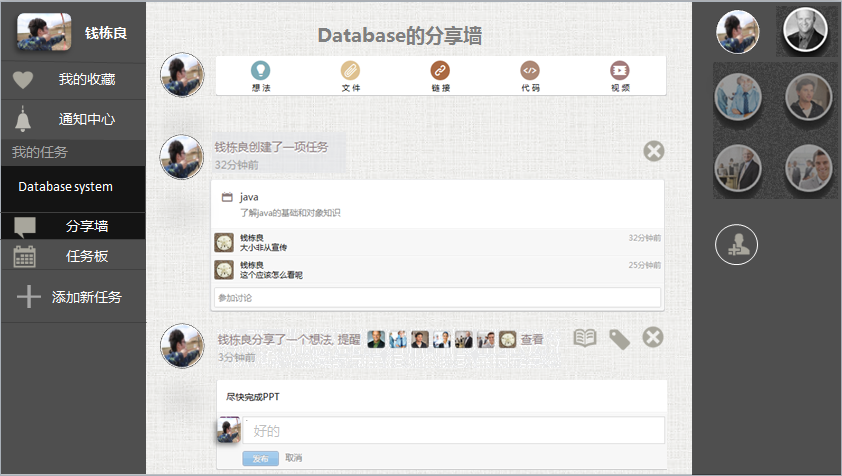 钱栋良
我的收藏
通知中心
我的任务
Database system
分享墙
任务板
添加新任务
Database的分享墙
想法 文件 链接 代码 视频
钱栋良创建了一项任务
32分钟前
java
了解java的基础和对象知识
钱栋良 32分钟前
大小非从宣传
钱栋良 25分钟前
这个应该怎么看呢
参加讨论
钱栋良分享了一个想法, 提醒 查看
3分钟前
尽快完成PPT
好的
发布 取消